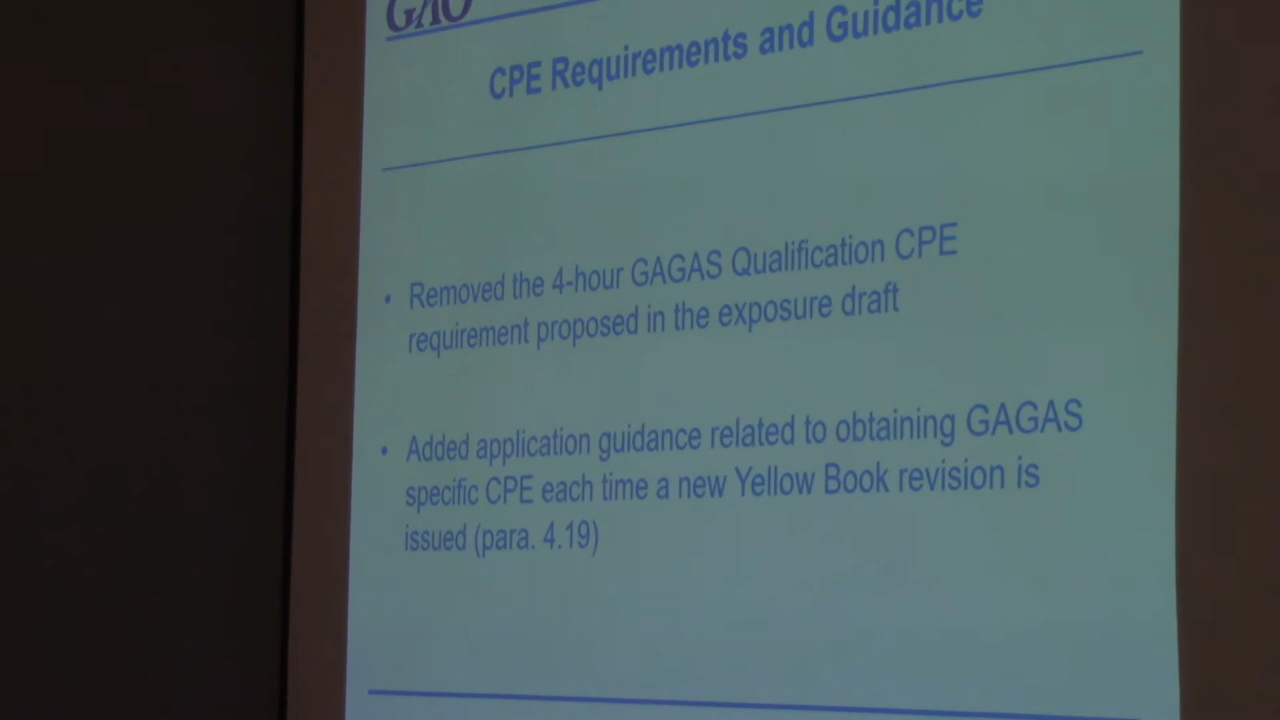 GAO
CPE Requirements and Guidance
• Removed the 4-hour GAGAS Qualification CPE
requirement proposed in the exposure draft
• Added application guidance related to obtaining GAGAS
specific CPE each time a new Yellow Book revision is
issued (para. 4.19)